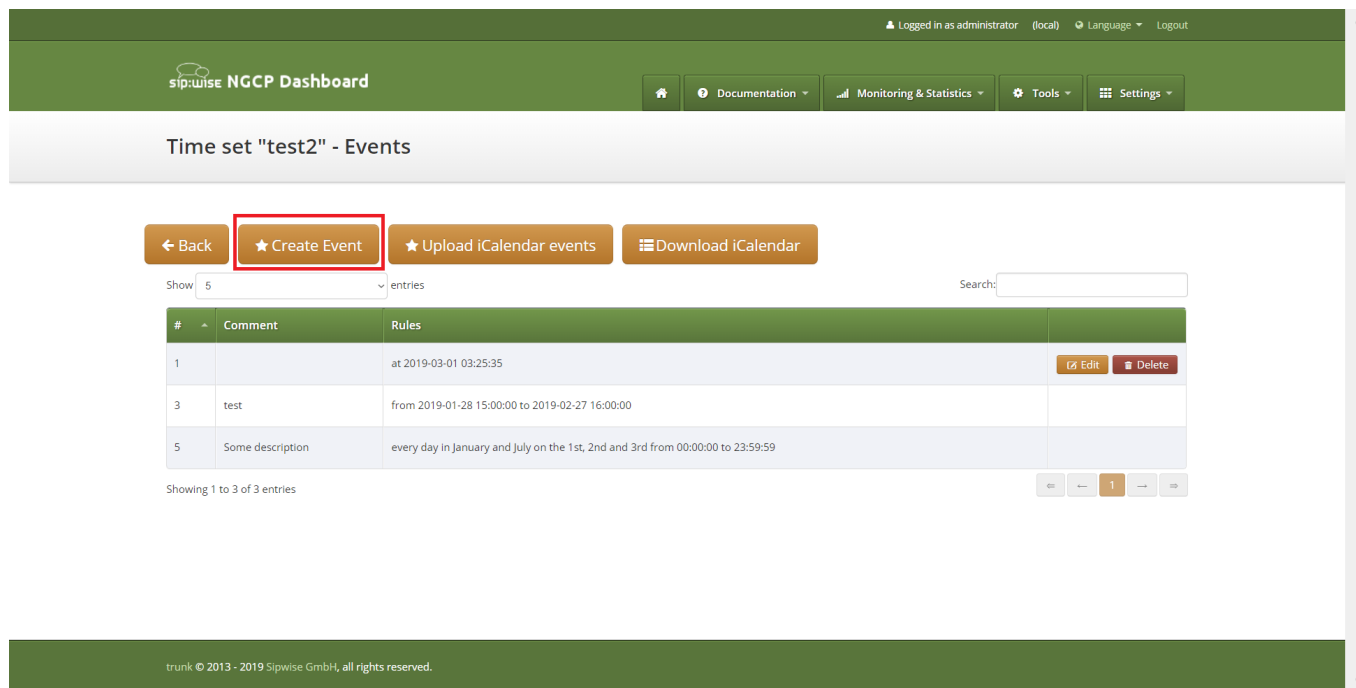 Logged in as administrator (local) Language Logout
sip:wise NGCP Dashboard
Documentation Monitoring & Statistics Tools Settings
Time set "test2" - Events
Back Create Event Upload iCalendar events Download iCalendar
Show 5 entries Search:
# Comment Rules
1 at 2019-03-01 03:25:35 Edit Delete
3 test from 2019-01-28 15:00:00 to 2019-02-27 16:00:00
5 Some description every day in January and July on the 1st, 2nd and 3rd from 00:00:00 to 23:59:59
Showing 1 to 3 of 3 entries ⇐ ← 1 → ⇒
trunk © 2013 - 2019 Sipwise GmbH, all rights reserved.